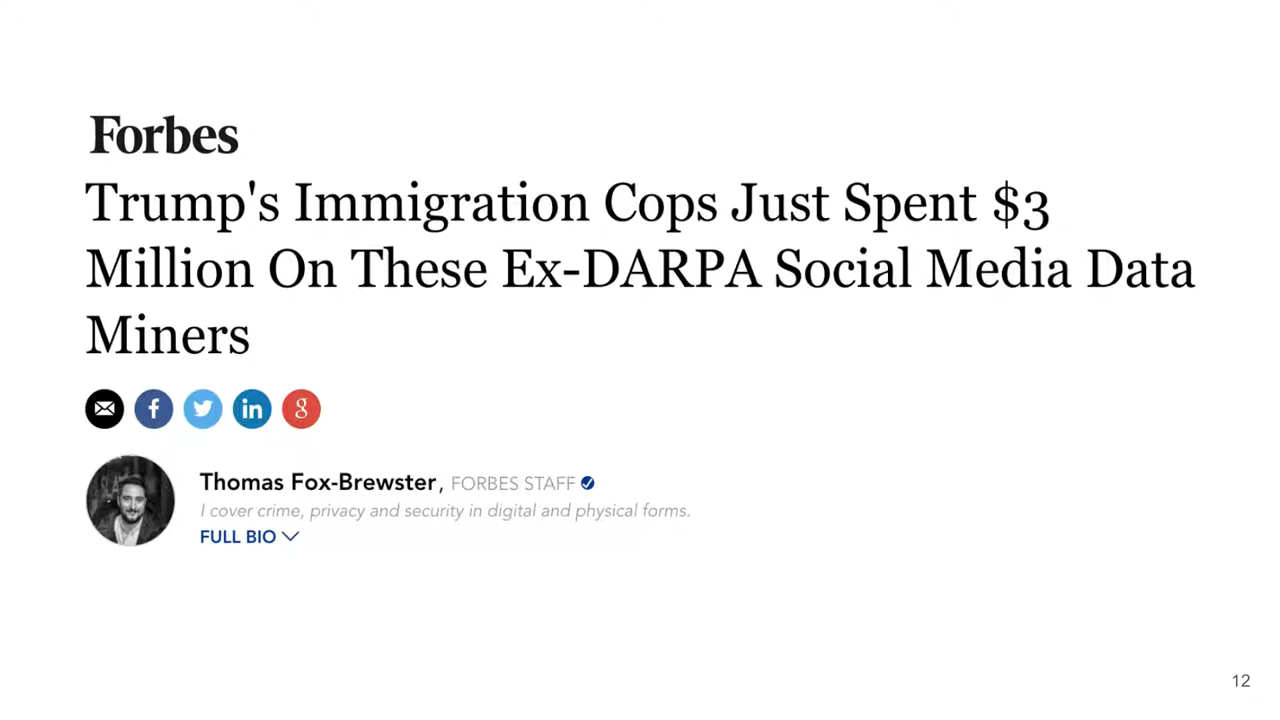 Forbes
Trump's Immigration Cops Just Spent $3
Million On These Ex-DARPA Social Media Data
Miners
Thomas Fox-Brewster, FORBES STAFF
I cover crime, privacy and security in digital and physical forms.
FULL BIO
12